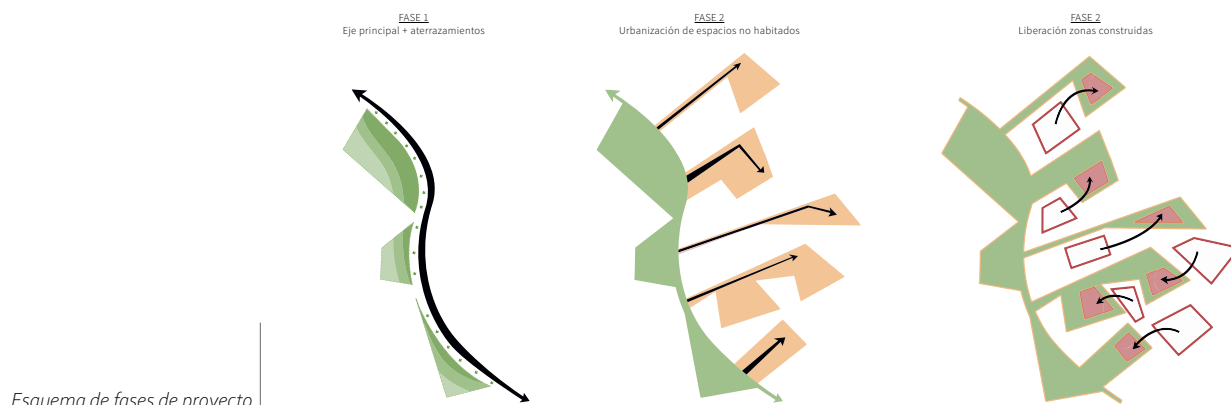 FASE 1
Eje principal + aterrazamientos
FASE 2
Urbanización de espacios no habitados
FASE 2
Liberación zonas construidas
Esquema de fases de proyecto